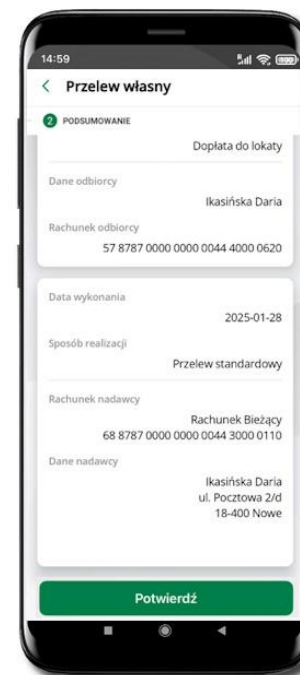 14:59
Przelew własny
2 PODSUMOWANIE
Dopłata do lokaty
Dane odbiorcy
Ikasińska Daria
Rachunek odbiorcy
57 8787 0000 0000 0044 4000 0620
Data wykonania
2025-01-28
Sposób realizacji
Przelew standardowy
Rachunek nadawcy
Rachunek Bieżący
68 8787 0000 0000 0044 3000 0110
Dane nadawcy
Ikasińska Daria
ul. Pocztowa 2/d
18-400 Nowe
Potwierdź